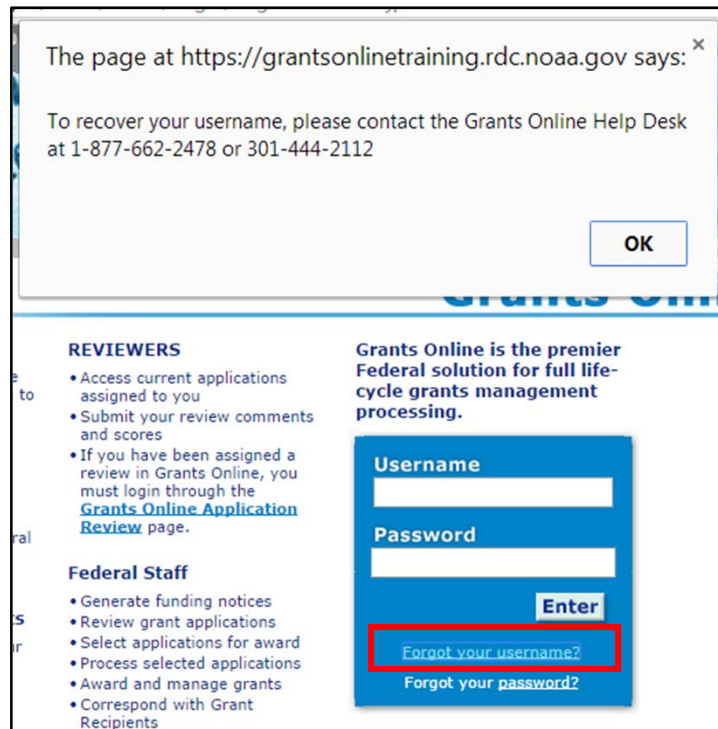 The page at https://grantsonlinetraining.rdc.noaa.gov says:
×
To recover your username, please contact the Grants Online Help Desk
at 1-877-662-2478 or 301-444-2112
OK
REVIEWERS
• Access current applications
assigned to you
• Submit your review comments
and scores
• If you have been assigned a
review in Grants Online, you
must login through the
Grants Online Application
Review page.
Federal Staff
• Generate funding notices
• Review grant applications
• Select applications for award
• Process selected applications
• Award and manage grants
• Correspond with Grant
Recipients
Grants Online is the premier
Federal solution for full life-
cycle grants management
processing.
Username
Password
Enter
Forgot your username?
Forgot your password?